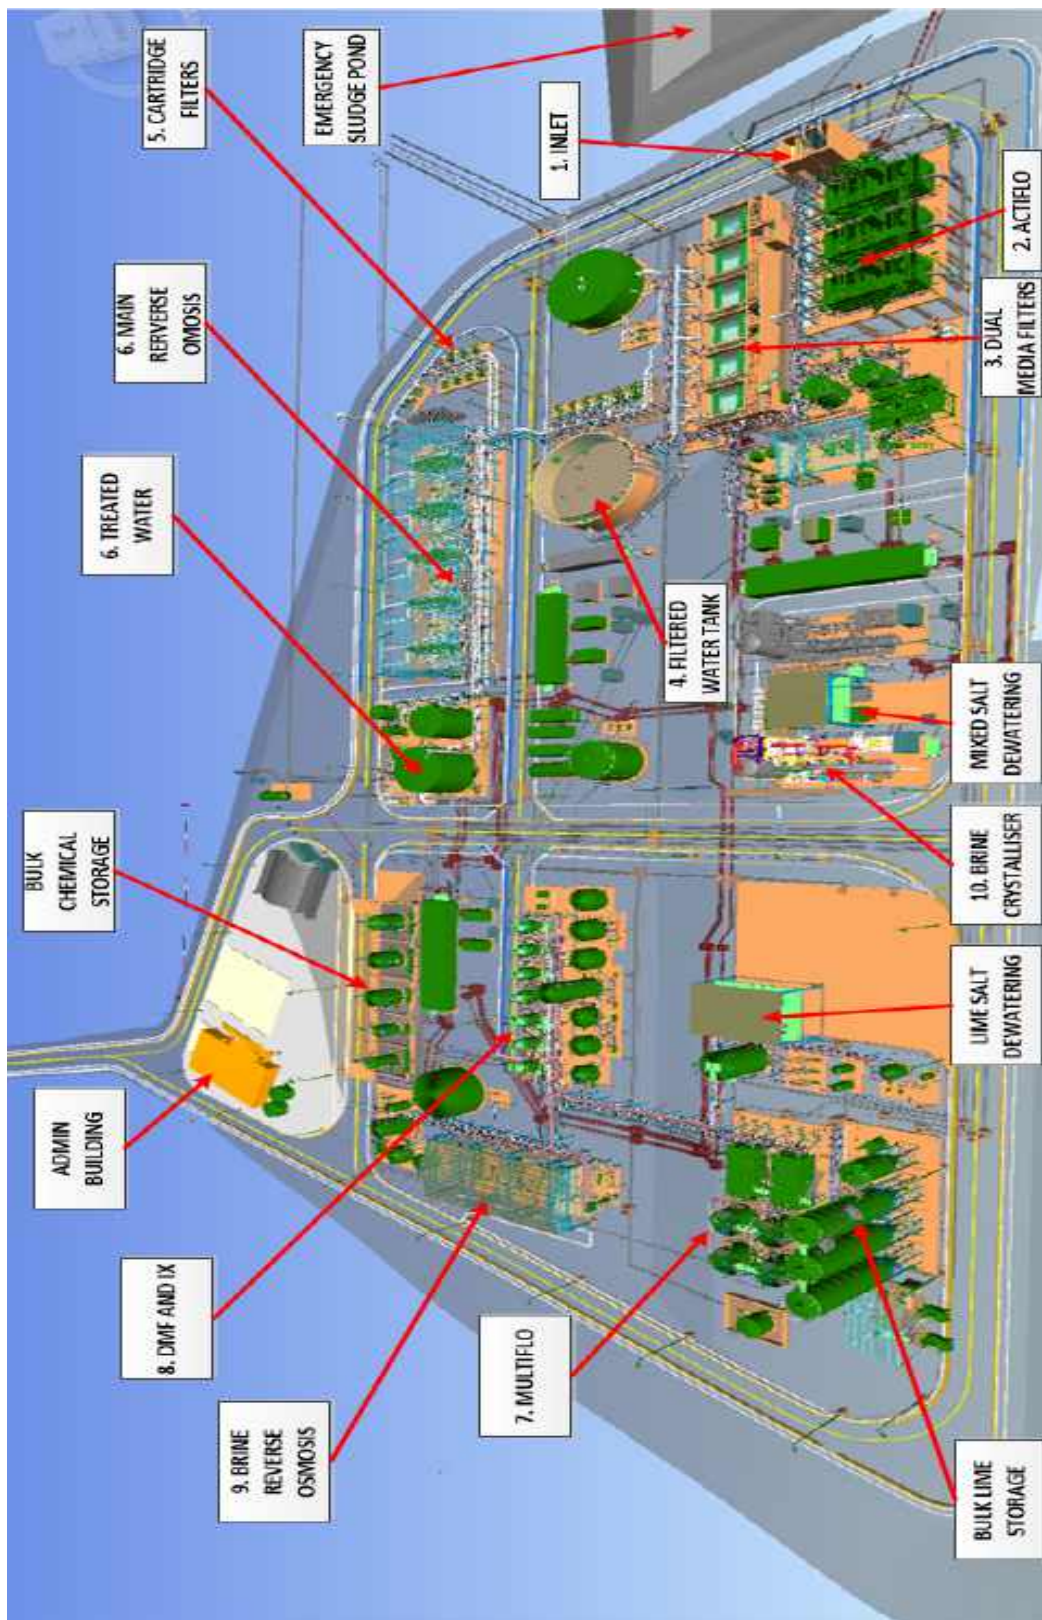 ADMIN
BUILDING
BULK
CHEMICAL
STORAGE
6. TREATED
WATER
6. MAIN
RERVERSE
OMOSIS
5. CARTRIDGE
FILTERS
EMERGENCY
SLUDGE POND
8. DMF AND IX
9. BRINE
REVERSE
OSMOSIS
7. MULTIFLO
4. FILTERED
WATER TANK
1. INLET
BULK LIME
STORAGE
LIME SALT
DEWATERING
10. BRINE
CRYSTALLISER
MIXED SALT
DEWATERING
3. DUAL
MEDIA FILTERS
2. ACTIFLO